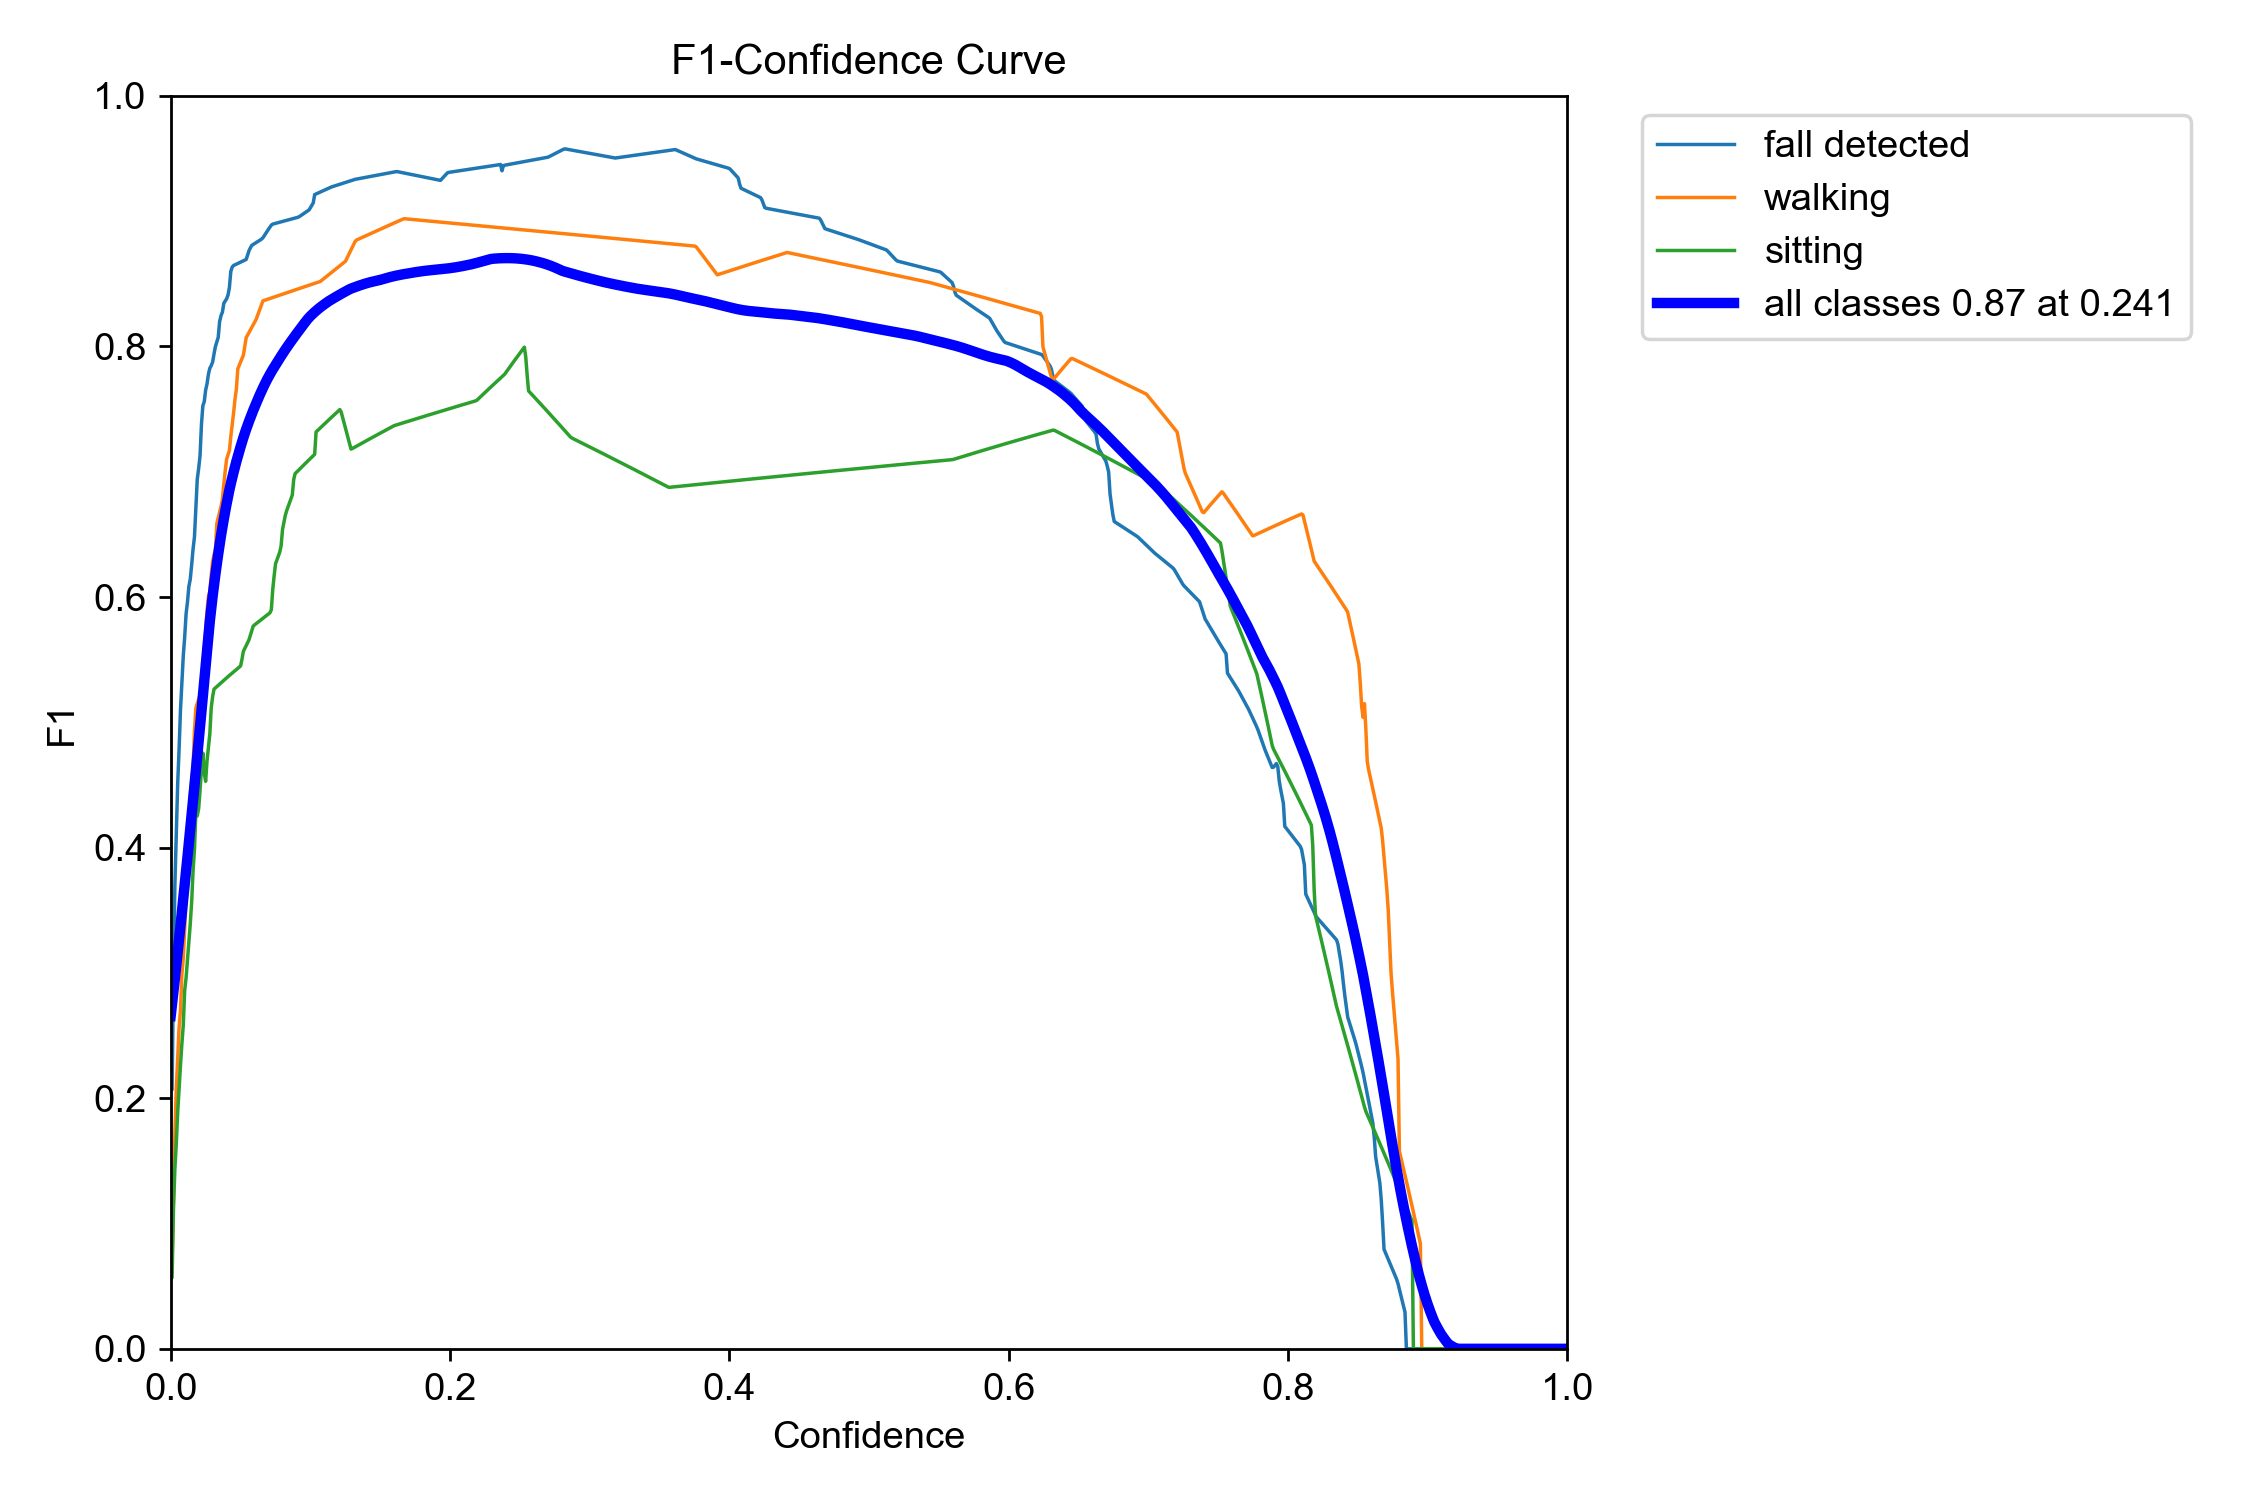 F1-Confidence Curve
fall detected
walking
sitting
all classes 0.87 at 0.241
1.0
0.8
0.6
0.4
0.2
0.0
F1
0.0 0.2 0.4 0.6 0.8 1.0
Confidence